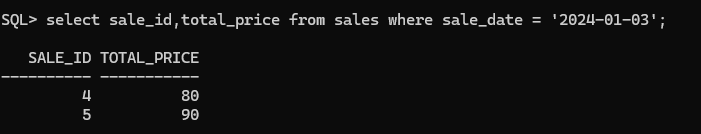 SQL> select sale_id,total_price from sales where sale_date = '2024-01-03';
SALE_ID TOTAL_PRICE
---------- -----------
4 80
5 90